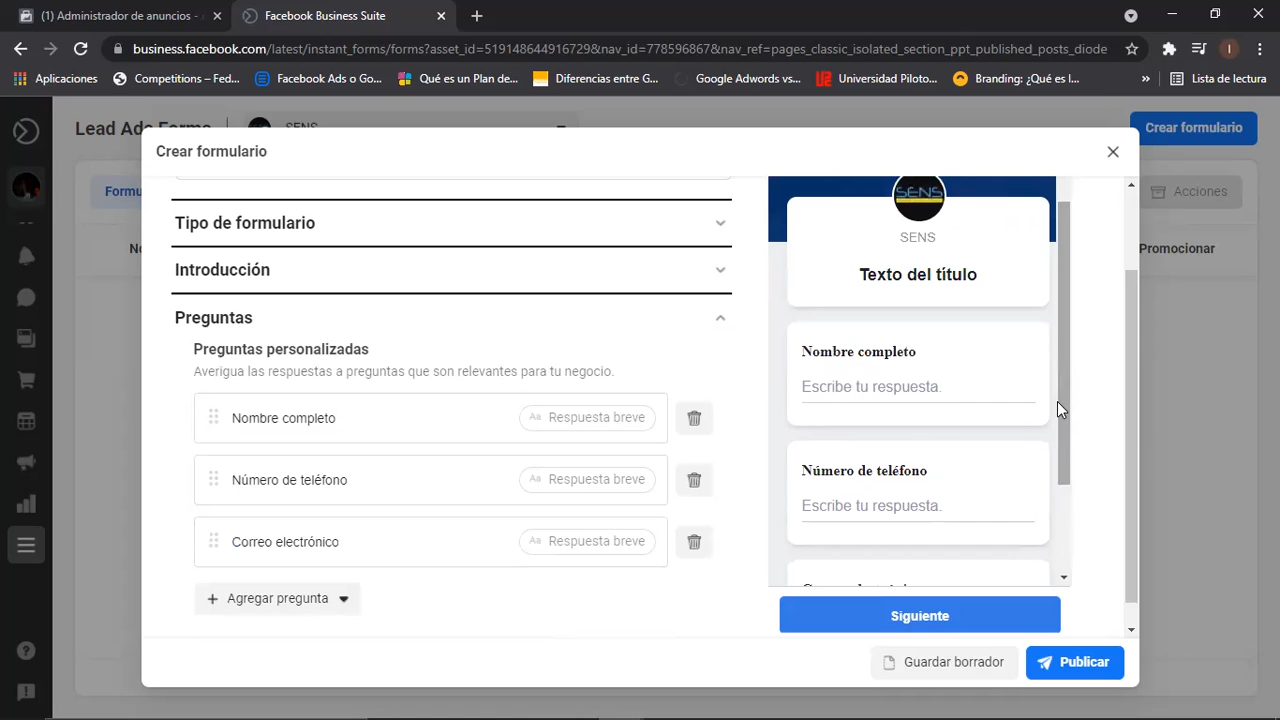 (1) Administrador de anuncios -
Facebook Business Suite
business.facebook.com/latest/instant_forms/forms?asset_id=519148644916729&nav_id=778596867&nav_ref=pages_classic_isolated_section_ppt_published_posts_diode
I
Aplicaciones
Competitions – Fed...
Facebook Ads o Go...
Qué es un Plan de...
Diferencias entre G...
Google Adwords vs...
Universidad Piloto...
Branding: ¿Qué es l...
»
Lista de lectura
Lead Ads Forms
SENS
Crear formulario
Formu
Acciones
No
Promocionar
Crear formulario
Tipo de formulario
Introducción
Preguntas
Preguntas personalizadas
Averigua las respuestas a preguntas que son relevantes para tu negocio.
Nombre completo
Aa Respuesta breve
Número de teléfono
Aa Respuesta breve
Correo electrónico
Aa Respuesta breve
+ Agregar pregunta
SENS
SENS
Texto del título
Nombre completo
Escribe tu respuesta.
Número de teléfono
Escribe tu respuesta.
Siguiente
Guardar borrador
Publicar